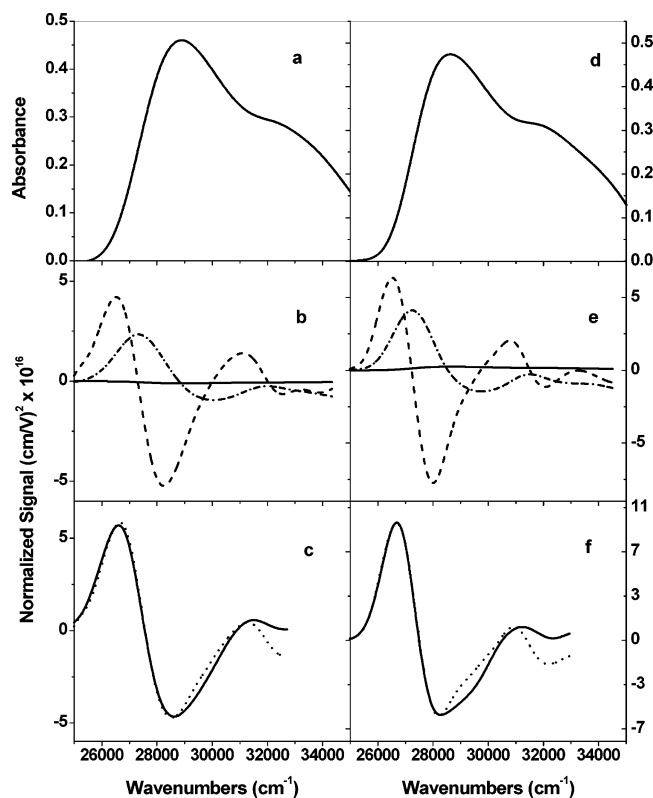 0.5
0.4
0.3
0.2
0.1
0.0
Absorbance
a
d
0.5
0.4
0.3
0.2
0.1
0.0
5
0
-5
b
e
5
0
-5
Normalized Signal (cm/V)² x 10¹⁶
5
0
-5
c
f
11
9
6
3
0
-3
-7
26000 28000 30000 32000 34000
26000 28000 30000 32000 34000
Wavenumbers (cm⁻¹)
Wavenumbers (cm⁻¹)